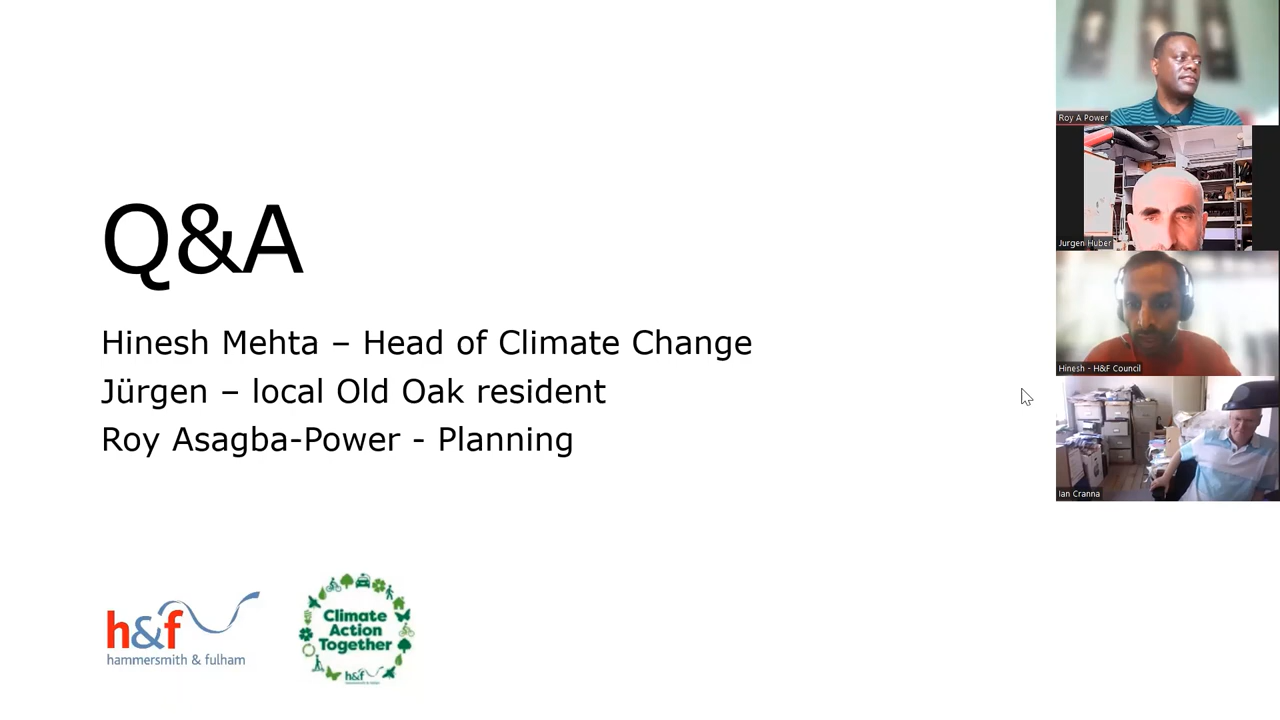 Q&A
Hinesh Mehta – Head of Climate Change
Jürgen – local Old Oak resident
Roy Asagba-Power - Planning
h&f
hammersmith & fulham
Climate
Action
Together
h&f
Roy A Power
Jurgen Huber
Hinesh - H&F Council
Ian Cranna